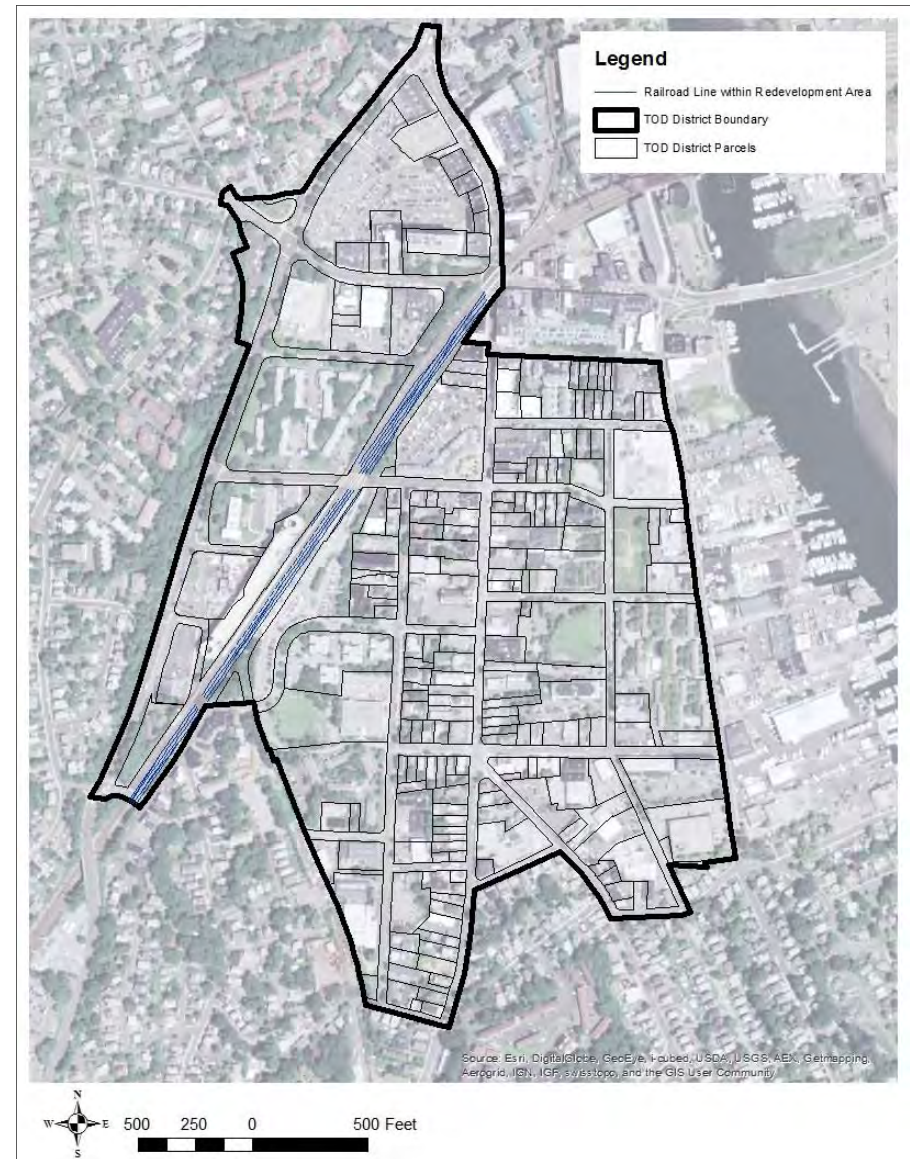 Legend
Railroad Line within Redevelopment Area
TOD District Boundary
TOD District Parcels
Source: Esri, DigitalGlobe, GeoEye, i-cubed, USDA, USGS, AEX, Getmapping,
Aerogrid, IGN, IGP, swisstopo, and the GIS User Community
N
W E
S
500 250 0 500 Feet